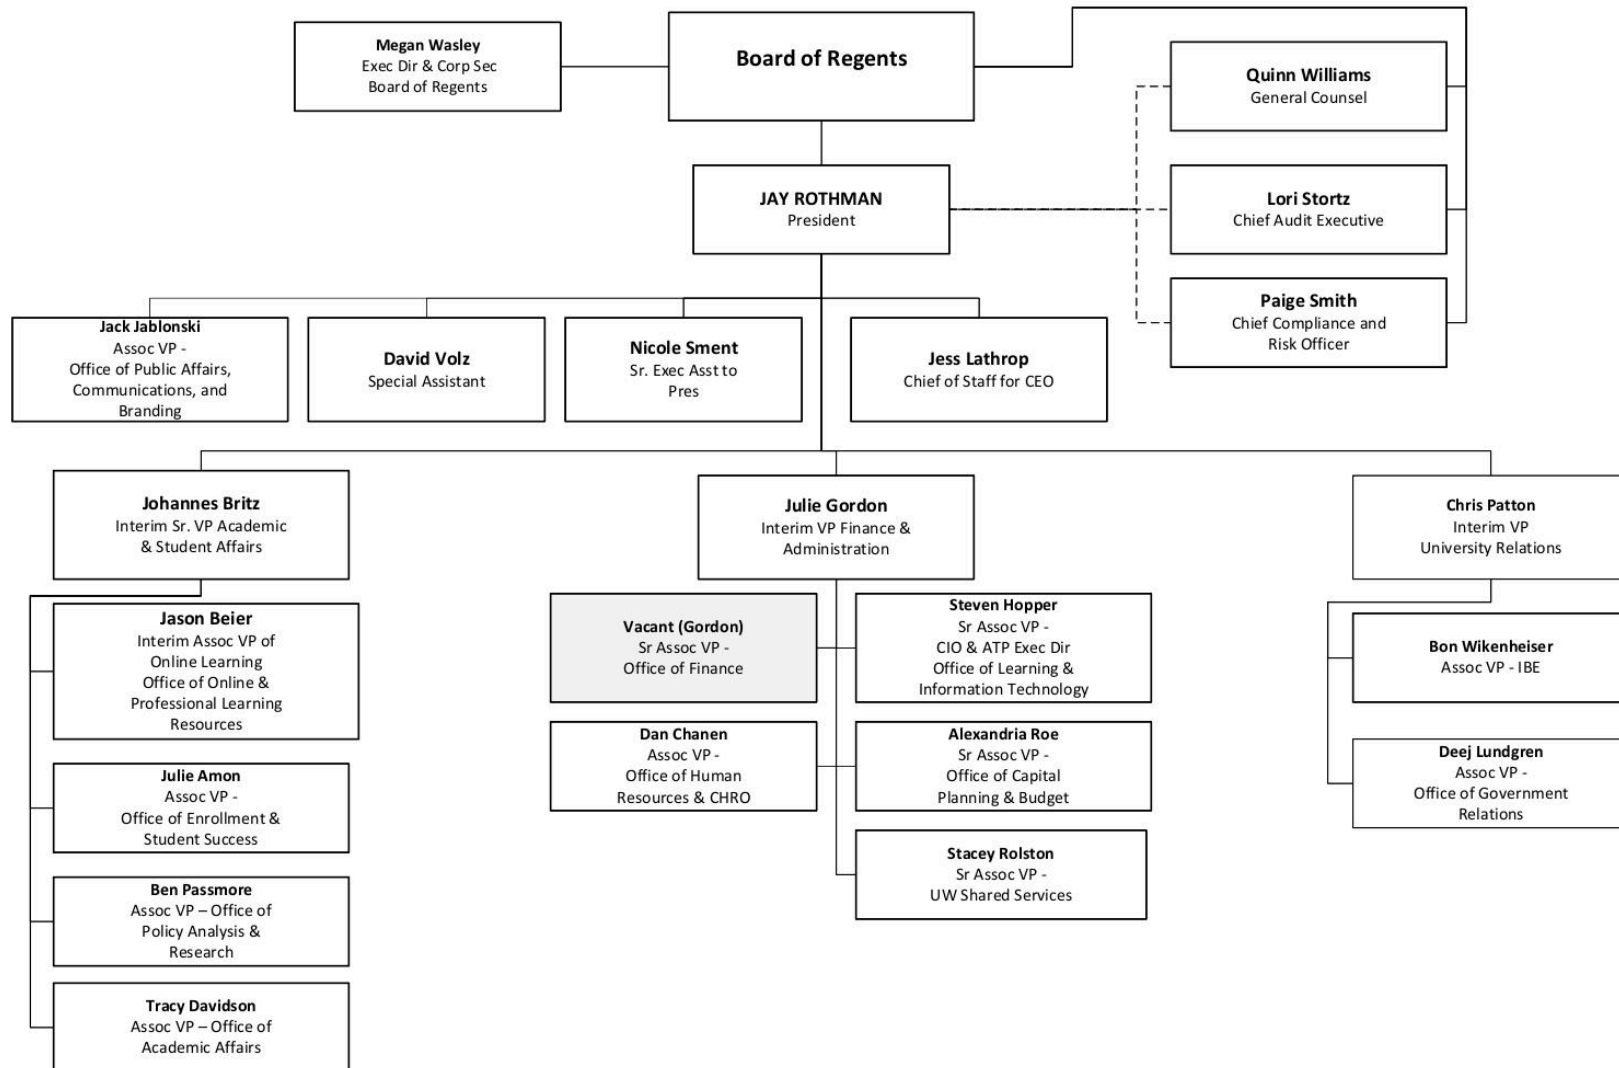 Megan Wasley
Exec Dir & Corp Sec
Board of Regents
Board of Regents
Quinn Williams
General Counsel
JAY ROTHMAN
President
Lori Stortz
Chief Audit Executive
Paige Smith
Chief Compliance and
Risk Officer
Jack Jablonski
Assoc VP -
Office of Public Affairs,
Communications, and
Branding
David Volz
Special Assistant
Nicole Sment
Sr. Exec Asst to
Pres
Jess Lathrop
Chief of Staff for CEO
Johannes Britz
Interim Sr. VP Academic
& Student Affairs
Julie Gordon
Interim VP Finance &
Administration
Chris Patton
Interim VP
University Relations
Jason Beier
Interim Assoc VP of
Online Learning
Office of Online &
Professional Learning
Resources
Julie Amon
Assoc VP -
Office of Enrollment &
Student Success
Ben Passmore
Assoc VP – Office of
Policy Analysis &
Research
Tracy Davidson
Assoc VP – Office of
Academic Affairs
Vacant (Gordon)
Sr Assoc VP -
Office of Finance
Steven Hopper
Sr Assoc VP -
CIO & ATP Exec Dir
Office of Learning &
Information Technology
Dan Chanen
Assoc VP -
Office of Human
Resources & CHRO
Alexandria Roe
Sr Assoc VP -
Office of Capital
Planning & Budget
Stacey Rolston
Sr Assoc VP -
UW Shared Services
Bon Wikenheiser
Assoc VP - IBE
Deej Lundgren
Assoc VP -
Office of Government
Relations